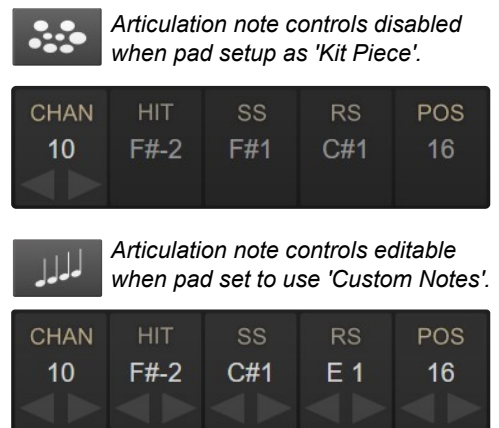 Articulation note controls disabled
when pad setup as 'Kit Piece'.
CHAN HIT SS RS POS
10 F#-2 F#1 C#1 16
Articulation note controls editable
when pad set to use 'Custom Notes'.
CHAN HIT SS RS POS
10 F#-2 C#1 E 1 16